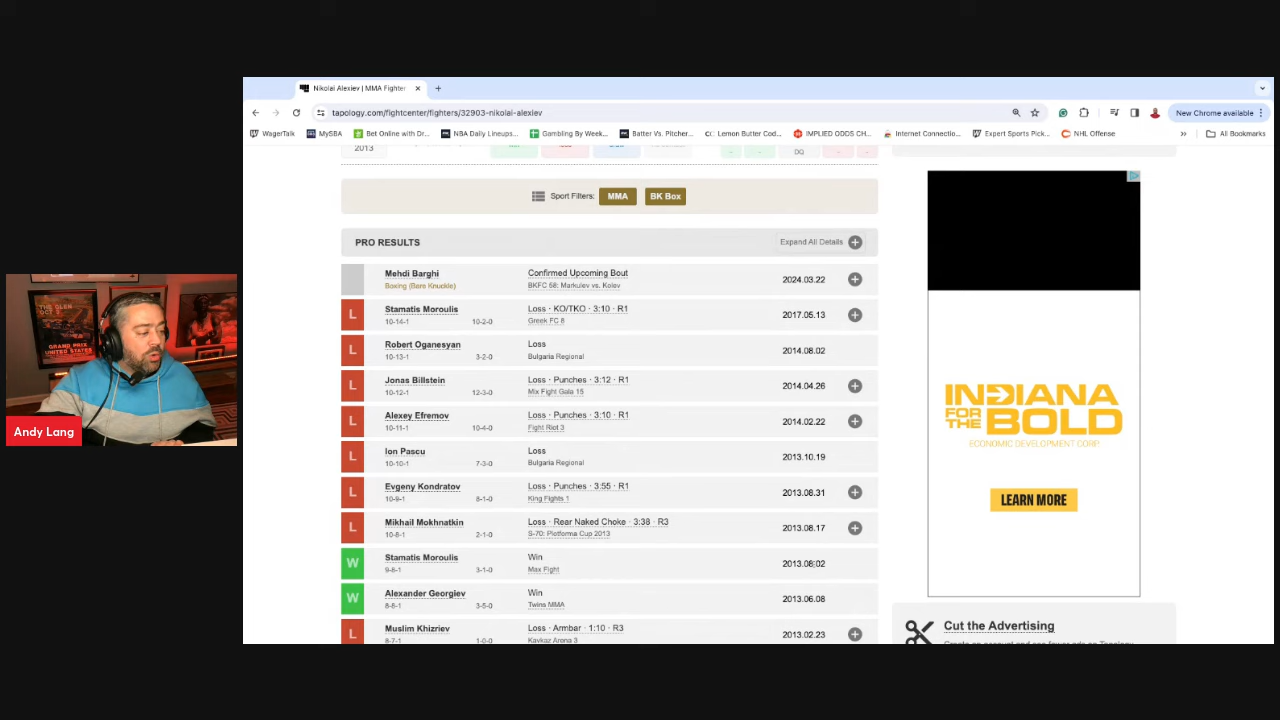 Nikolai Alexiev | MMA Fighter
tapology.com/fightcenter/fighters/32903-nikolai-alexiev
New Chrome available
WagerTalk
MySBA
Bet Online with Dr...
NBA Daily Lineups...
Gambling By Week...
Batter Vs. Pitcher...
Lemon Butter Cod...
IMPLIED ODDS CH...
Internet Connectio...
Expert Sports Pick...
NHL Offense
»
All Bookmarks
2013
DQ
Sport Filters: MMA BK Box
PRO RESULTS
Expand All Details
Mehdi Barghi
Boxing (Bare Knuckle)
Confirmed Upcoming Bout
BKFC 58: Markulev vs. Kolev
2024.03.22
L
Stamatis Moroulis
10-14-1 10-2-0
Loss · KO/TKO · 3:10 · R1
Greek FC 8
2017.05.13
L
Robert Oganesyan
10-13-1 3-2-0
Loss
Bulgaria Regional
2014.08.02
L
Jonas Billstein
10-12-1 12-3-0
Loss · Punches · 3:12 · R1
Mix Fight Gala 15
2014.04.26
L
Alexey Efremov
10-11-1 10-4-0
Loss · Punches · 3:10 · R1
Fight Riot 3
2014.02.22
L
Ion Pascu
10-10-1 7-3-0
Loss
Bulgaria Regional
2013.10.19
L
Evgeny Kondratov
10-9-1 8-1-0
Loss · Punches · 3:55 · R1
King Fights 1
2013.08.31
L
Mikhail Mokhnatkin
10-8-1 2-1-0
Loss · Rear Naked Choke · 3:38 · R3
S-70: Plotforma Cup 2013
2013.08.17
W
Stamatis Moroulis
9-8-1 3-1-0
Win
Max Fight
2013.08.02
W
Alexander Georgiev
8-8-1 3-5-0
Win
Twins MMA
2013.06.08
L
Muslim Khizriev
8-7-1 1-0-0
Loss · Armbar · 1:10 · R3
Kavkaz Arena 3
2013.02.23
INDIANA
FOR THE BOLD
ECONOMIC DEVELOPMENT CORP.
LEARN MORE
Cut the Advertising
THE GLEN
OCT 3
GRAND PRIX
UNITED STATES
Andy Lang